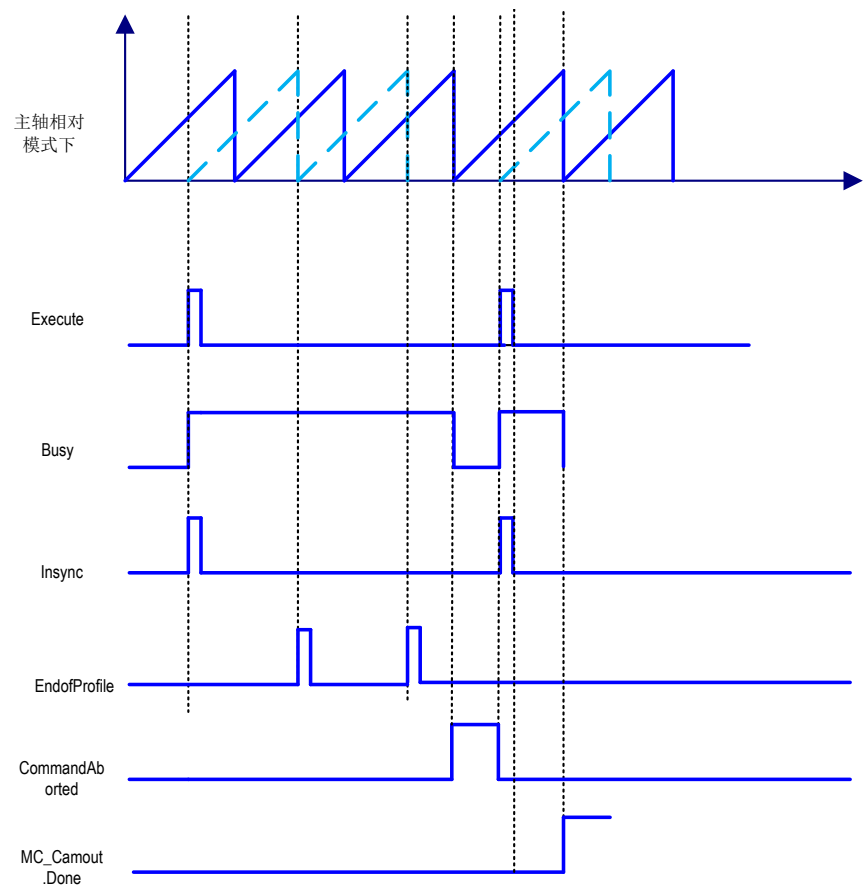 主轴相对
模式下
Execute
Busy
Insync
EndofProfile
CommandAb
orted
MC_Camout
.Done